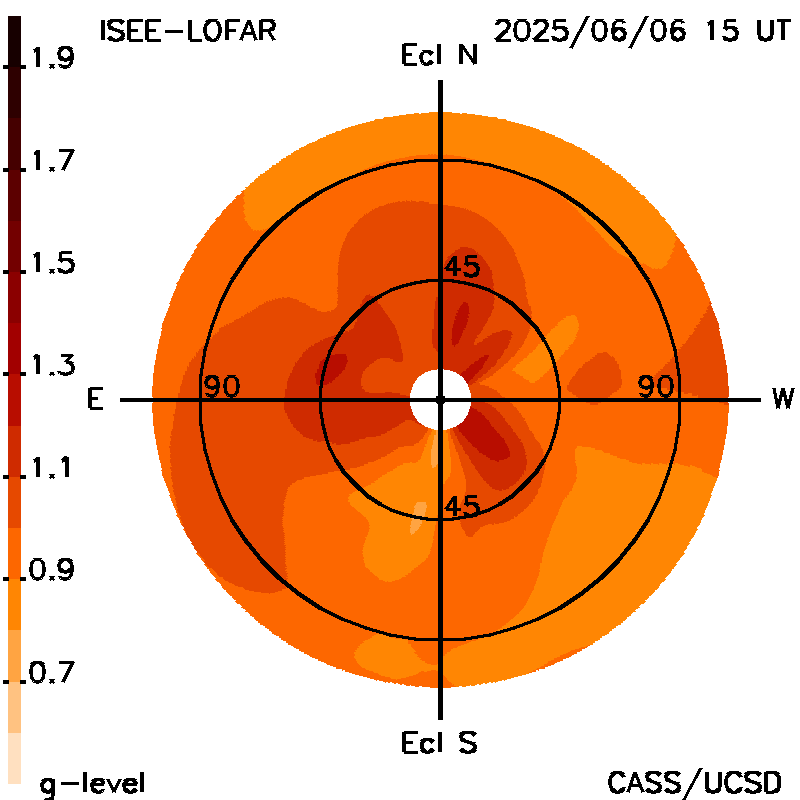 ISEE-LOFAR
2025/06/06 15 UT
Ecl N
1.9
1.7
1.5
45
1.3
E
90
90
W
1.1
45
0.9
0.7
Ecl S
g-level
CASS/UCSD